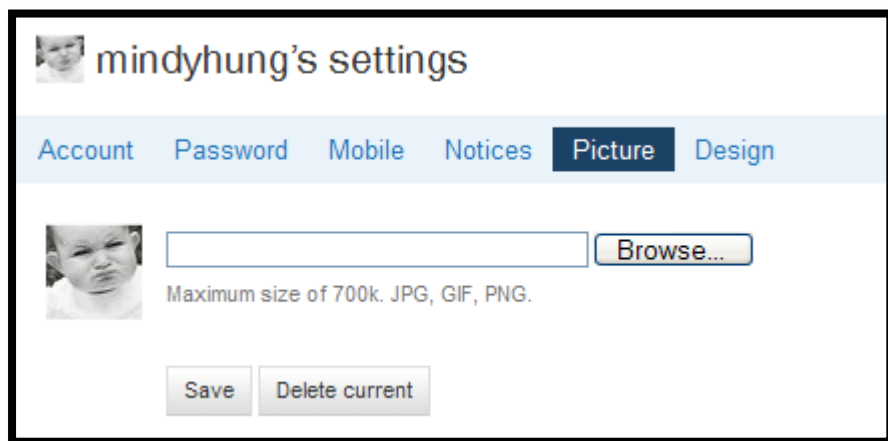 mindyhung's settings
Account Password Mobile Notices Picture Design
Browse...
Maximum size of 700k. JPG, GIF, PNG.
Save Delete current